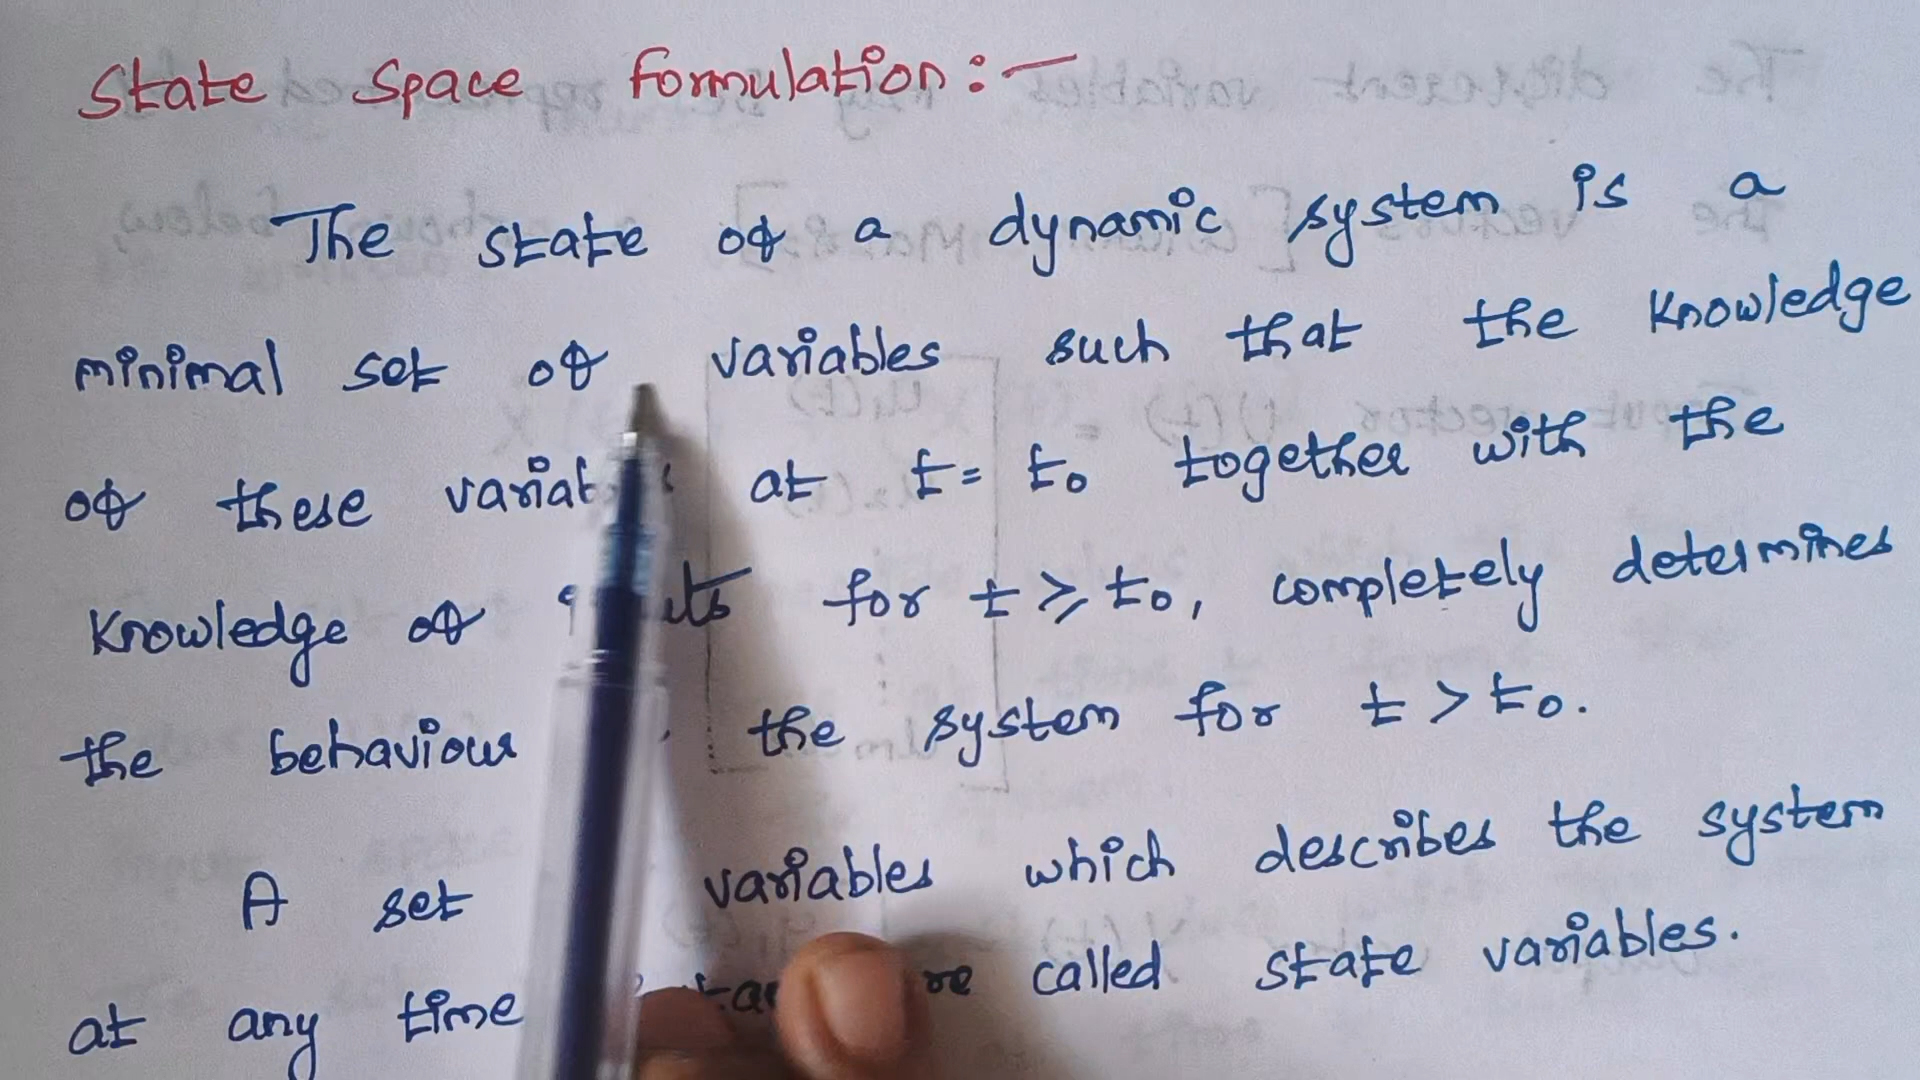 State Space Formulation:-
The state of a dynamic system is a
minimal set of variables such that the knowledge
of these at t = t₀ together with the
knowledge of for t ≥ t₀, completely determines
the behaviour the system for t > t₀.
A set variables which describes the system
at any time called state variables.